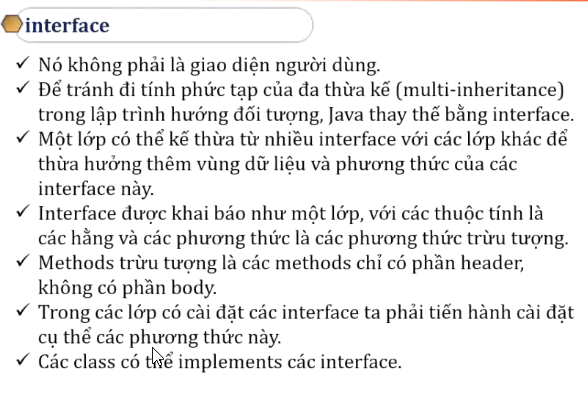 interface
✓ Nó không phải là giao diện người dùng.
✓ Để tránh đi tính phức tạp của đa thừa kế (multi-inheritance)
trong lập trình hướng đối tượng, Java thay thế bằng interface.
✓ Một lớp có thể kế thừa từ nhiều interface với các lớp khác để
thừa hưởng thêm vùng dữ liệu và phương thức của các
interface này.
✓ Interface được khai báo như một lớp, với các thuộc tính là
các hằng và các phương thức là các phương thức trừu tượng.
✓ Methods trừu tượng là các methods chỉ có phần header,
không có phần body.
✓ Trong các lớp có cài đặt các interface ta phải tiến hành cài đặt
cụ thể các phương thức này.
✓ Các class có thể implements các interface.